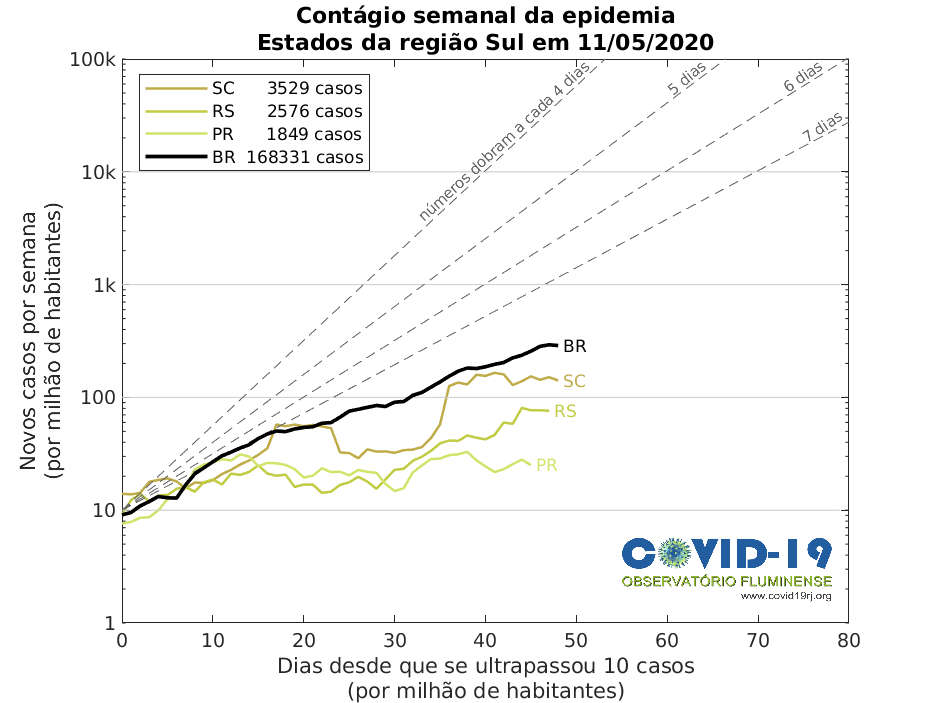 Contágio semanal da epidemia
Estados da região Sul em 11/05/2020
100k
10k
1k
100
10
1
Novos casos por semana
(por milhão de habitantes)
SC 3529 casos
RS 2576 casos
PR 1849 casos
BR 168331 casos
números dobram a cada 4 dias
5 dias
6 dias
7 dias
BR
SC
RS
PR
COVID-19
OBSERVATÓRIO FLUMINENSE
www.covid19rj.org
0 10 20 30 40 50 60 70 80
Dias desde que se ultrapassou 10 casos
(por milhão de habitantes)